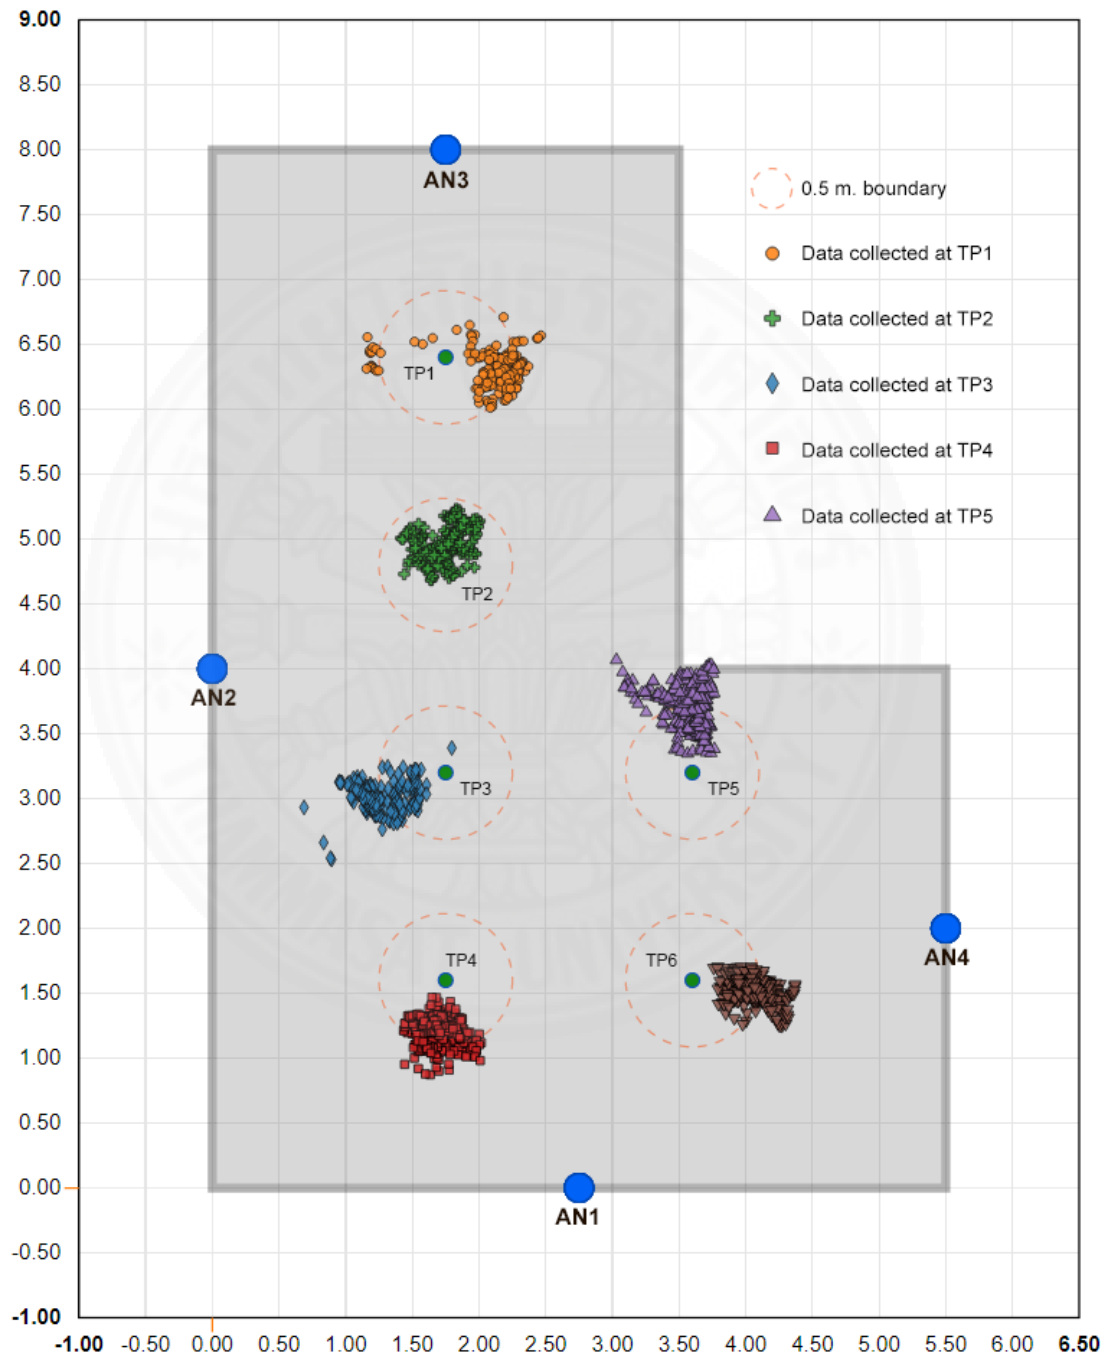 9.00
8.50
8.00
7.50
7.00
6.50
6.00
5.50
5.00
4.50
4.00
3.50
3.00
2.50
2.00
1.50
1.00
0.50
0.00
-0.50
-1.00
-1.00 -0.50 0.00 0.50 1.00 1.50 2.00 2.50 3.00 3.50 4.00 4.50 5.00 5.50 6.00 6.50
AN3
0.5 m. boundary
Data collected at TP1
Data collected at TP2
Data collected at TP3
Data collected at TP4
Data collected at TP5
TP1
TP2
AN2
TP3
TP5
TP4
TP6
AN4
AN1